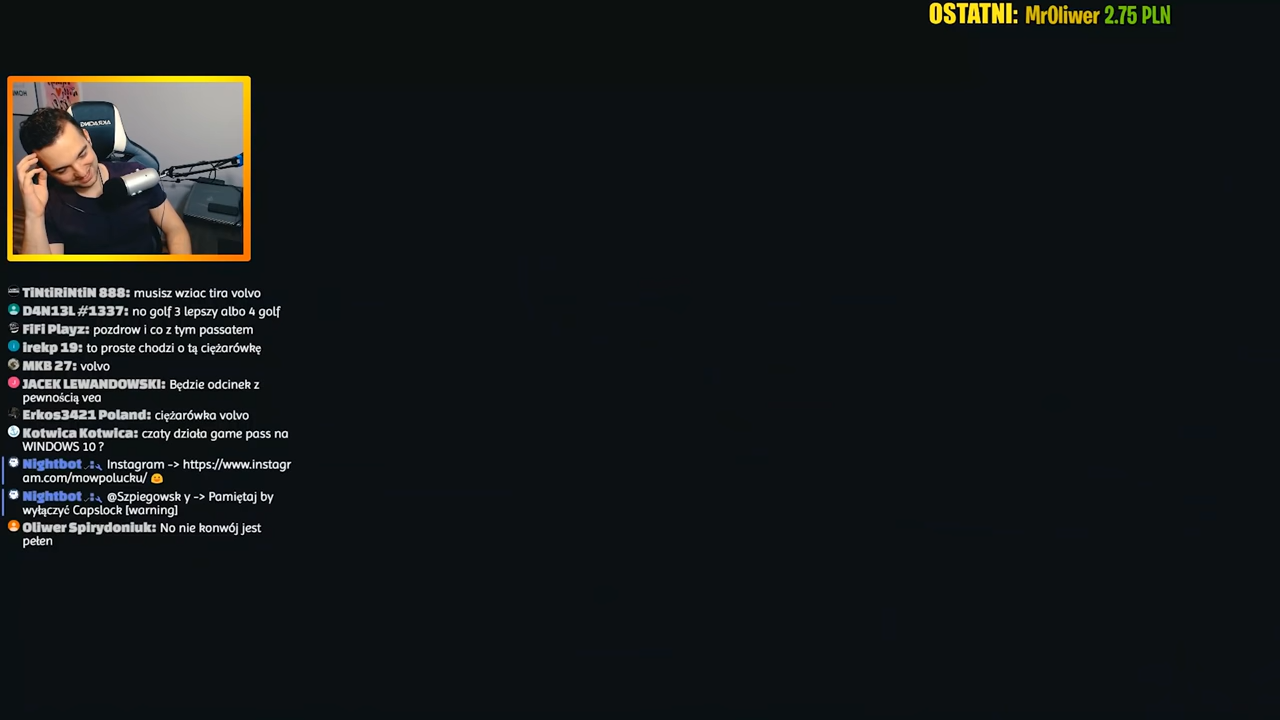 OSTATNI: MrOliwer 2.75 PLN
TiNtiRiNtiN 888: musisz wziac tira volvo
D4N13L #1337: no golf 3 lepszy albo 4 golf
FiFi Playz: pozdrow i co z tym passatem
irekp 19: to proste chodzi o tą ciężarówkę
MKB 27: volvo
JACEK LEWANDOWSKI: Będzie odcinek z
pewnością vea
Erkos3421 Poland: ciężarówka volvo
Kotwica Kotwica: czaty działa game pass na
WINDOWS 10 ?
Nightbot Instagram -> https://www.instagr
am.com/mowpolucku/
Nightbot @Szpiegowsk y -> Pamiętaj by
wyłączyć Capslock [warning]
Oliwer Spirydoniuk: No nie konwój jest
pełen